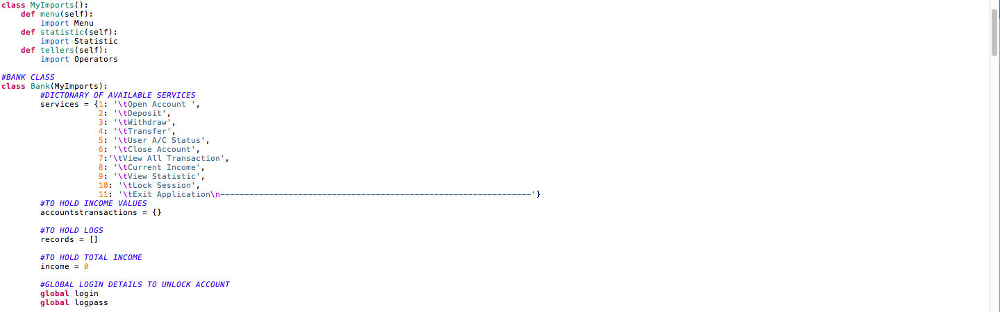 class MyImports():
    def menu(self):
        import Menu
    def statistic(self):
        import Statistic
    def tellers(self):
        import Operators

#BANK CLASS
class Bank(MyImports):
        #DICTONARY OF AVAILABLE SERVICES
        services = {1: '\tOpen Account ',
                    2: '\tDeposit',
                    3: '\tWithdraw',
                    4: '\tTransfer',
                    5: '\tUser A/C Status',
                    6: '\tClose Account',
                    7:'\tView All Transaction',
                    8: '\tCurrent Income',
                    9: '\tView Statistic',
                    10: '\tLock Session',
                    11: '\tExit Application\n----------------------------------------------------------------'}
        #TO HOLD INCOME VALUES
        accountstransactions = {}

        #TO HOLD LOGS
        records = []

        #TO HOLD TOTAL INCOME
        income = 0

        #GLOBAL LOGIN DETAILS TO UNLOCK ACCOUNT
        global login
        global logpass